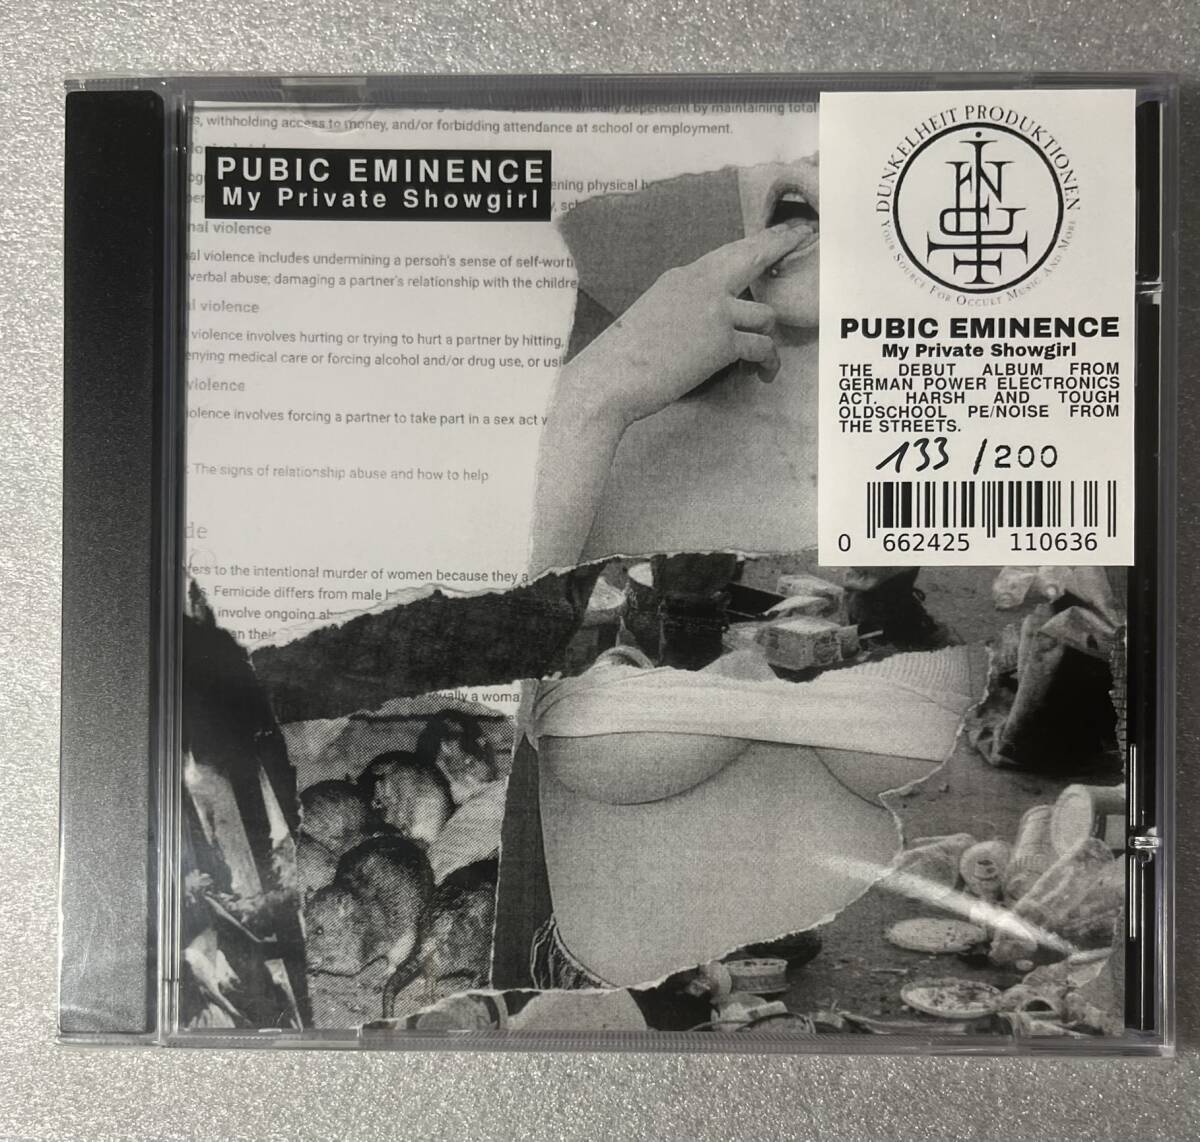 financially dependent by maintaining total
s, withholding access to money, and/or forbidding attendance at school or employment.
PUBIC EMINENCE
My Private Showgirl
ening physical
nal violence
al violence includes undermining a person's sense of self-wort
verbal abuse; damaging a partner's relationship with the childre
l violence
violence involves hurting or trying to hurt a partner by hitting,
enying medical care or forcing alcohol and/or drug use, or usi
violence
olence involves forcing a partner to take part in a sex act w
The signs of relationship abuse and how to help
de
fers to the intentional murder of women because they a
s. Femicide differs from male
involve ongoing ab
an their
ually a woma
DUNKELHEIT PRODUKTIONEN
YOUR SOURCE FOR OCCULT MUSIC AND MORE
PUBIC EMINENCE
My Private Showgirl
THE DEBUT ALBUM FROM
GERMAN POWER ELECTRONICS
ACT. HARSH AND TOUGH
OLDSCHOOL PE/NOISE FROM
THE STREETS.
133 /200
0 662425 110636